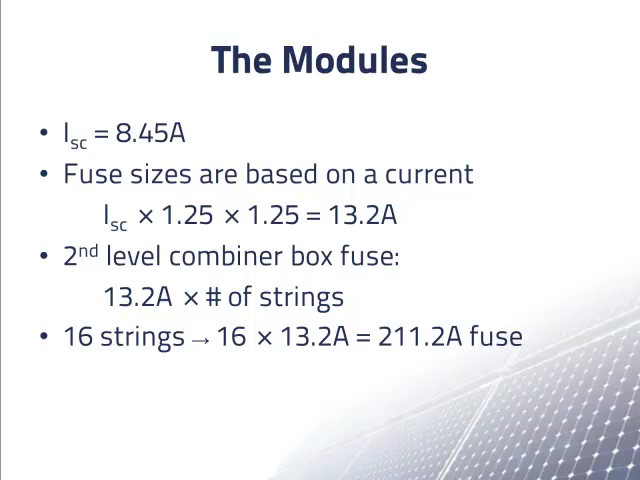 The Modules
• Isc = 8.45A
• Fuse sizes are based on a current
Isc × 1.25 × 1.25 = 13.2A
• 2nd level combiner box fuse:
13.2A × # of strings
• 16 strings → 16 × 13.2A = 211.2A fuse